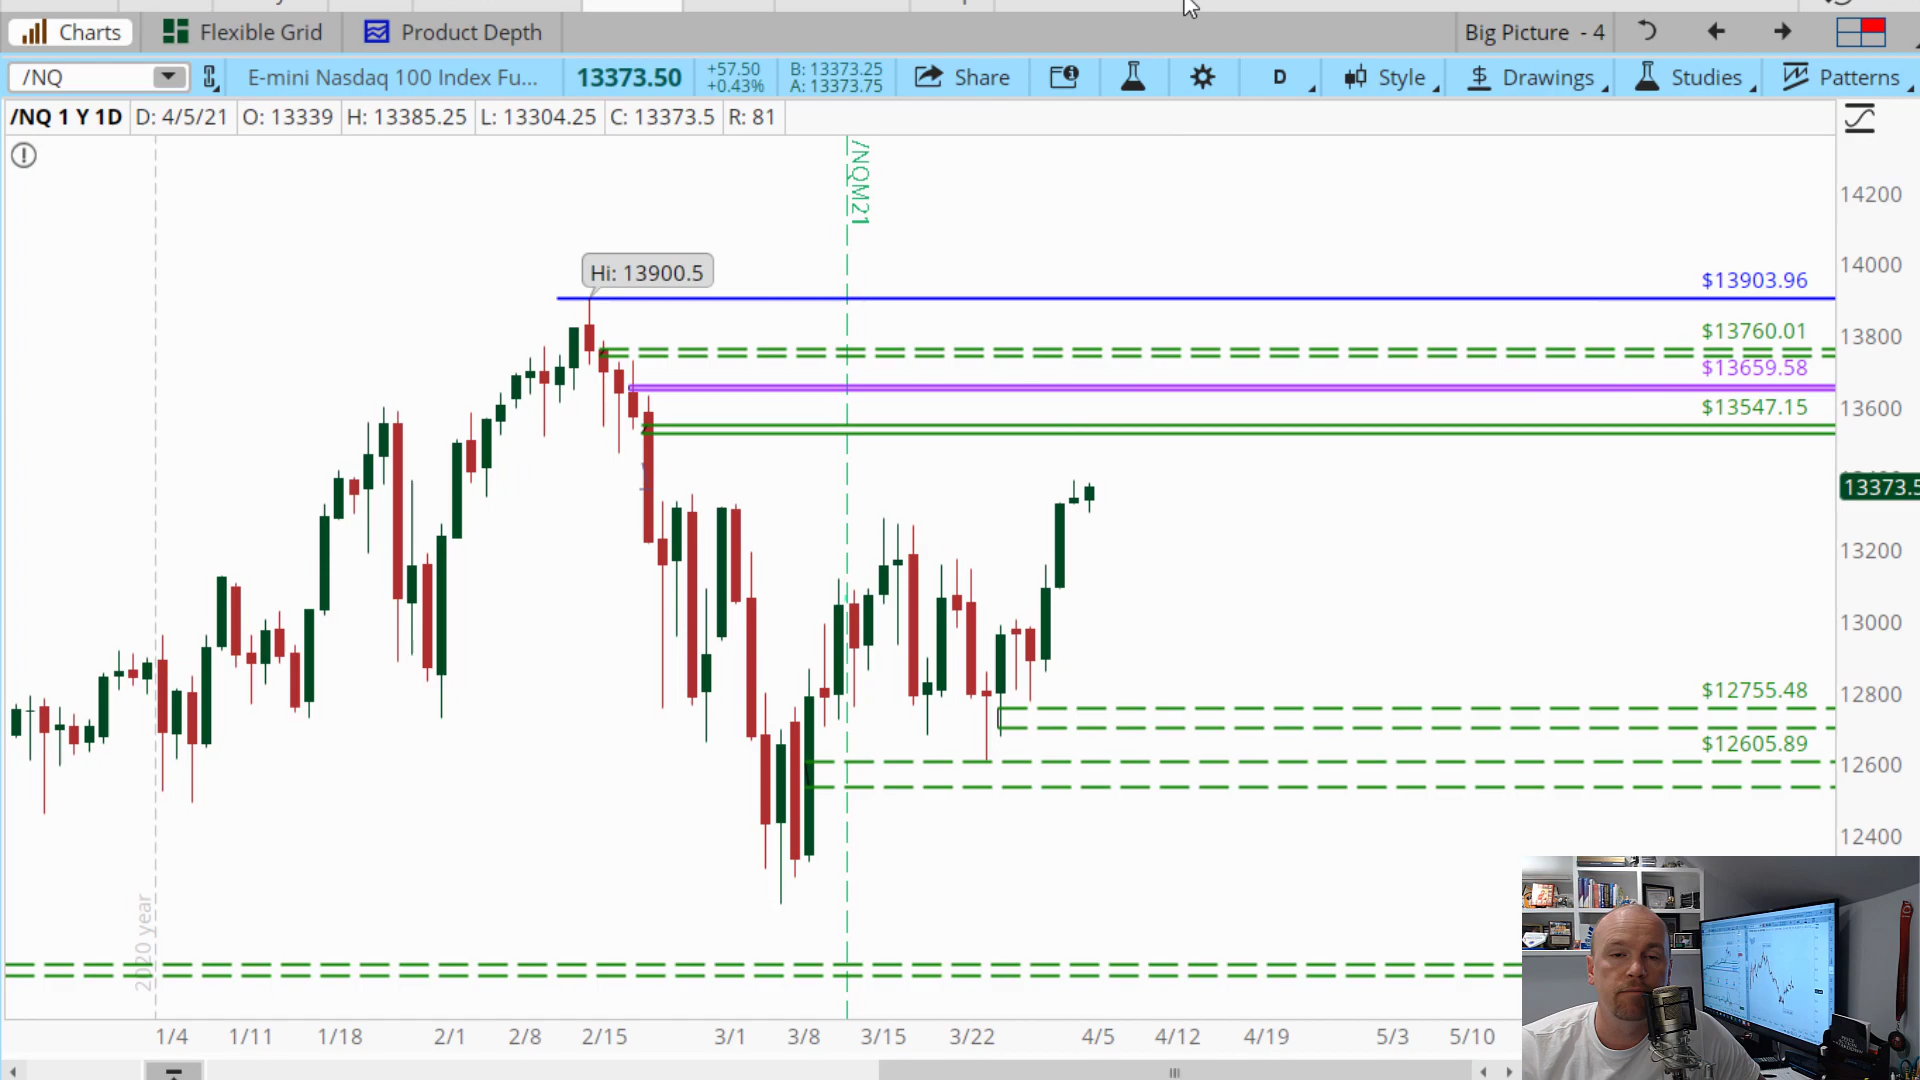 Charts
Flexible Grid
Product Depth
Big Picture - 4
/NQ
E-mini Nasdaq 100 Index Fu...
13373.50
+57.50
+0.43%
B: 13373.25
A: 13373.75
Share
D
Style
Drawings
Studies
Patterns
/NQ 1 Y 1D
D: 4/5/21
O: 13339
H: 13385.25
L: 13304.25
C: 13373.5
R: 81
/NQM21
14200
Hi: 13900.5
14000
$13903.96
$13760.01
13800
$13659.58
$13547.15
13600
13373.5
13200
13000
$12755.48
12800
$12605.89
12600
12400
2020 year
1/4
1/11
1/18
2/1
2/8
2/15
3/1
3/8
3/15
3/22
4/5
4/12
4/19
5/3
5/10